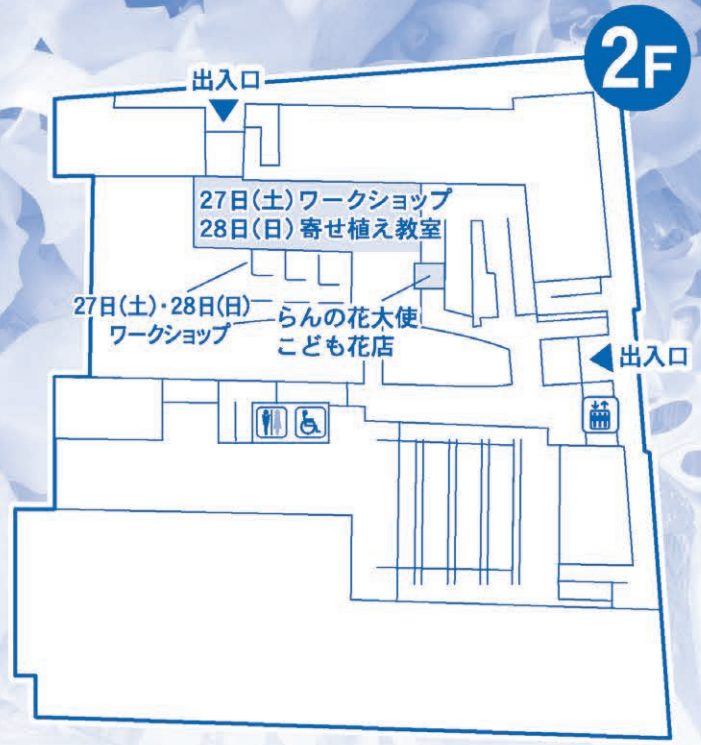 2F
出入口
27日(土)ワークショップ
28日(日)寄せ植え教室
27日(土)・28日(日)
ワークショップ
らんの花大使
こども花店
出入口